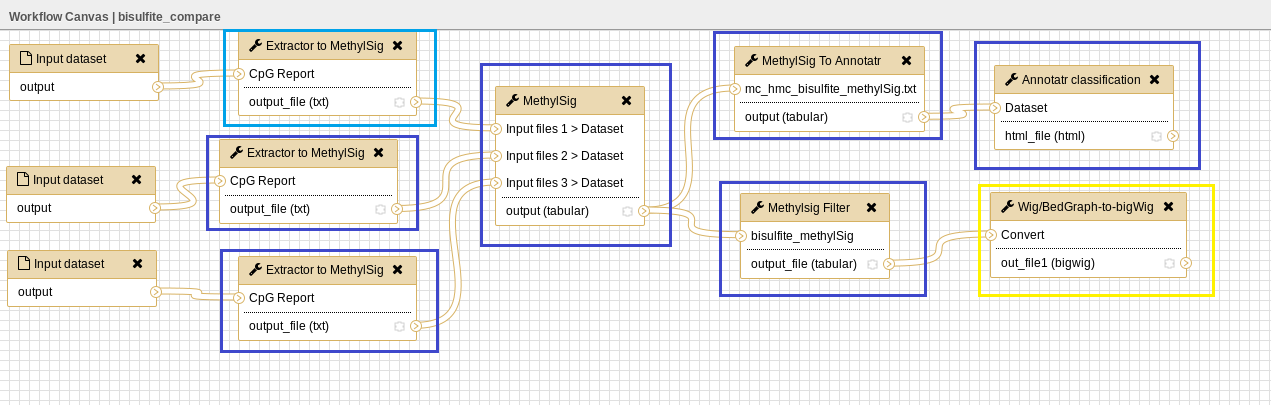 Workflow Canvas | bisulfite_compare
Input dataset
output
Extractor to MethylSig
CpG Report
output_file (txt)
Input dataset
output
Extractor to MethylSig
CpG Report
output_file (txt)
Input dataset
output
Extractor to MethylSig
CpG Report
output_file (txt)
MethylSig
Input files 1 > Dataset
Input files 2 > Dataset
Input files 3 > Dataset
output (tabular)
MethylSig To Annotatr
mc_hmc_bisulfite_methylSig.txt
output (tabular)
Annotatr classification
Dataset
html_file (html)
Methylsig Filter
bisulfite_methylSig
output_file (tabular)
Wig/BedGraph-to-bigWig
Convert
out_file1 (bigwig)